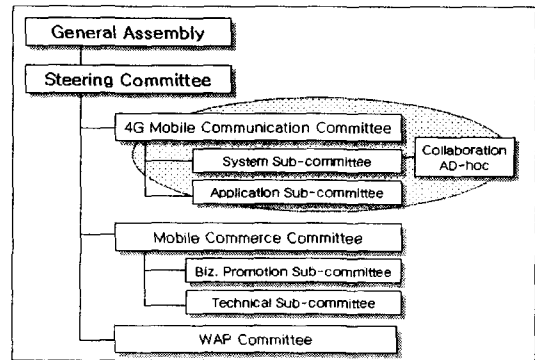 General Assembly
Steering Committee
4G Mobile Communication Committee
System Sub-committee
Collaboration
AD-hoc
Application Sub-committee
Mobile Commerce Committee
Biz. Promotion Sub-committee
Technical Sub-committee
WAP Committee